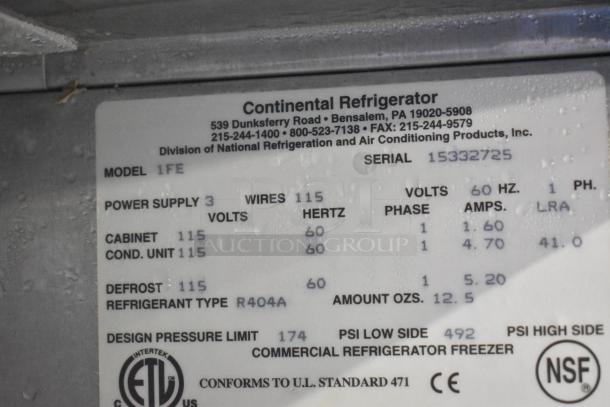 Continental Refrigerator
539 Dunksferry Road • Bensalem, PA 19020-5908
215-244-1400 • 800-523-7138 • FAX: 215-244-9579
Division of National Refrigeration and Air Conditioning Products, Inc.
MODEL 1FE SERIAL 15332725
POWER SUPPLY 3 WIRES 115 VOLTS 60 HZ. 1 PH.
VOLTS HERTZ PHASE AMPS. LRA
CABINET 115 60 1 1.60
COND. UNIT 115 60 1 4.70 41.0
AUCTION GROUP
DEFROST 115 60 1 5.20
REFRIGERANT TYPE R404A AMOUNT OZS. 12.5
DESIGN PRESSURE LIMIT 174 PSI LOW SIDE 492 PSI HIGH SIDE
COMMERCIAL REFRIGERATOR FREEZER
INTERTEK
ETL
C US
CONFORMS TO U.L. STANDARD 471 CE
NSF